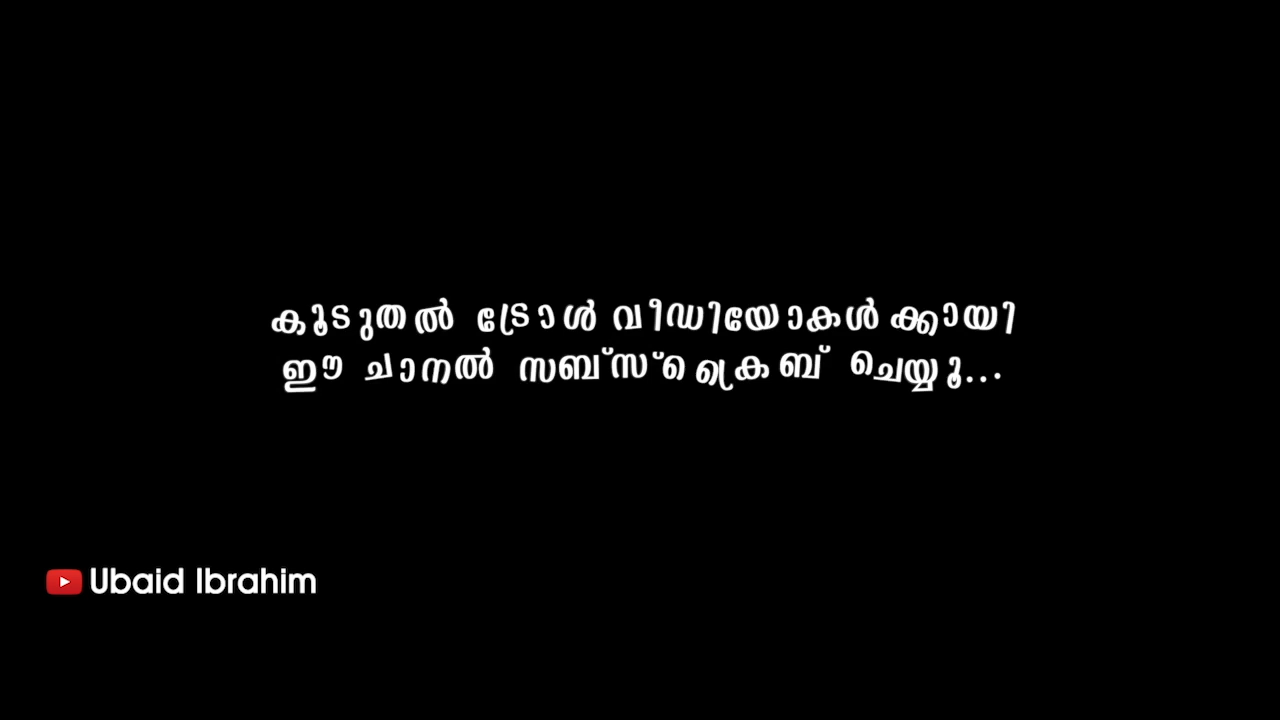 കൂടുതൽ ട്രോൾ വീഡിയോകൾക്കായി
ഈ ചാനൽ സബ്സ്ക്രൈബ് ചെയ്യൂ...
Ubaid Ibrahim